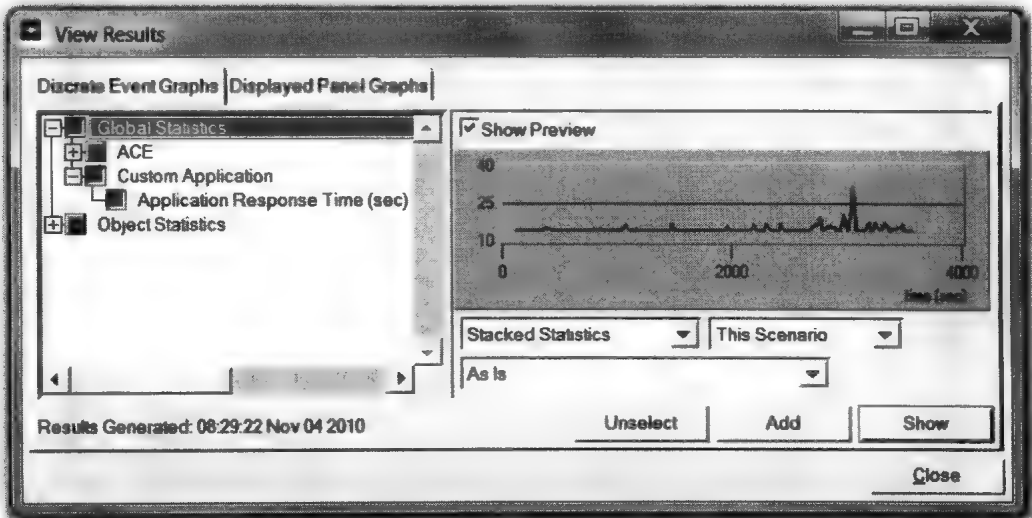 View Results
Discrete Event Graphs Displayed Panel Graphs
Global Statistics
ACE
Custom Application
Application Response Time (sec)
Object Statistics
Show Preview
40
25
10
0 2000 4000
time (sec)
Stacked Statistics This Scenario
As Is
Results Generated: 08:29:22 Nov 04 2010
Unselect Add Show
Close